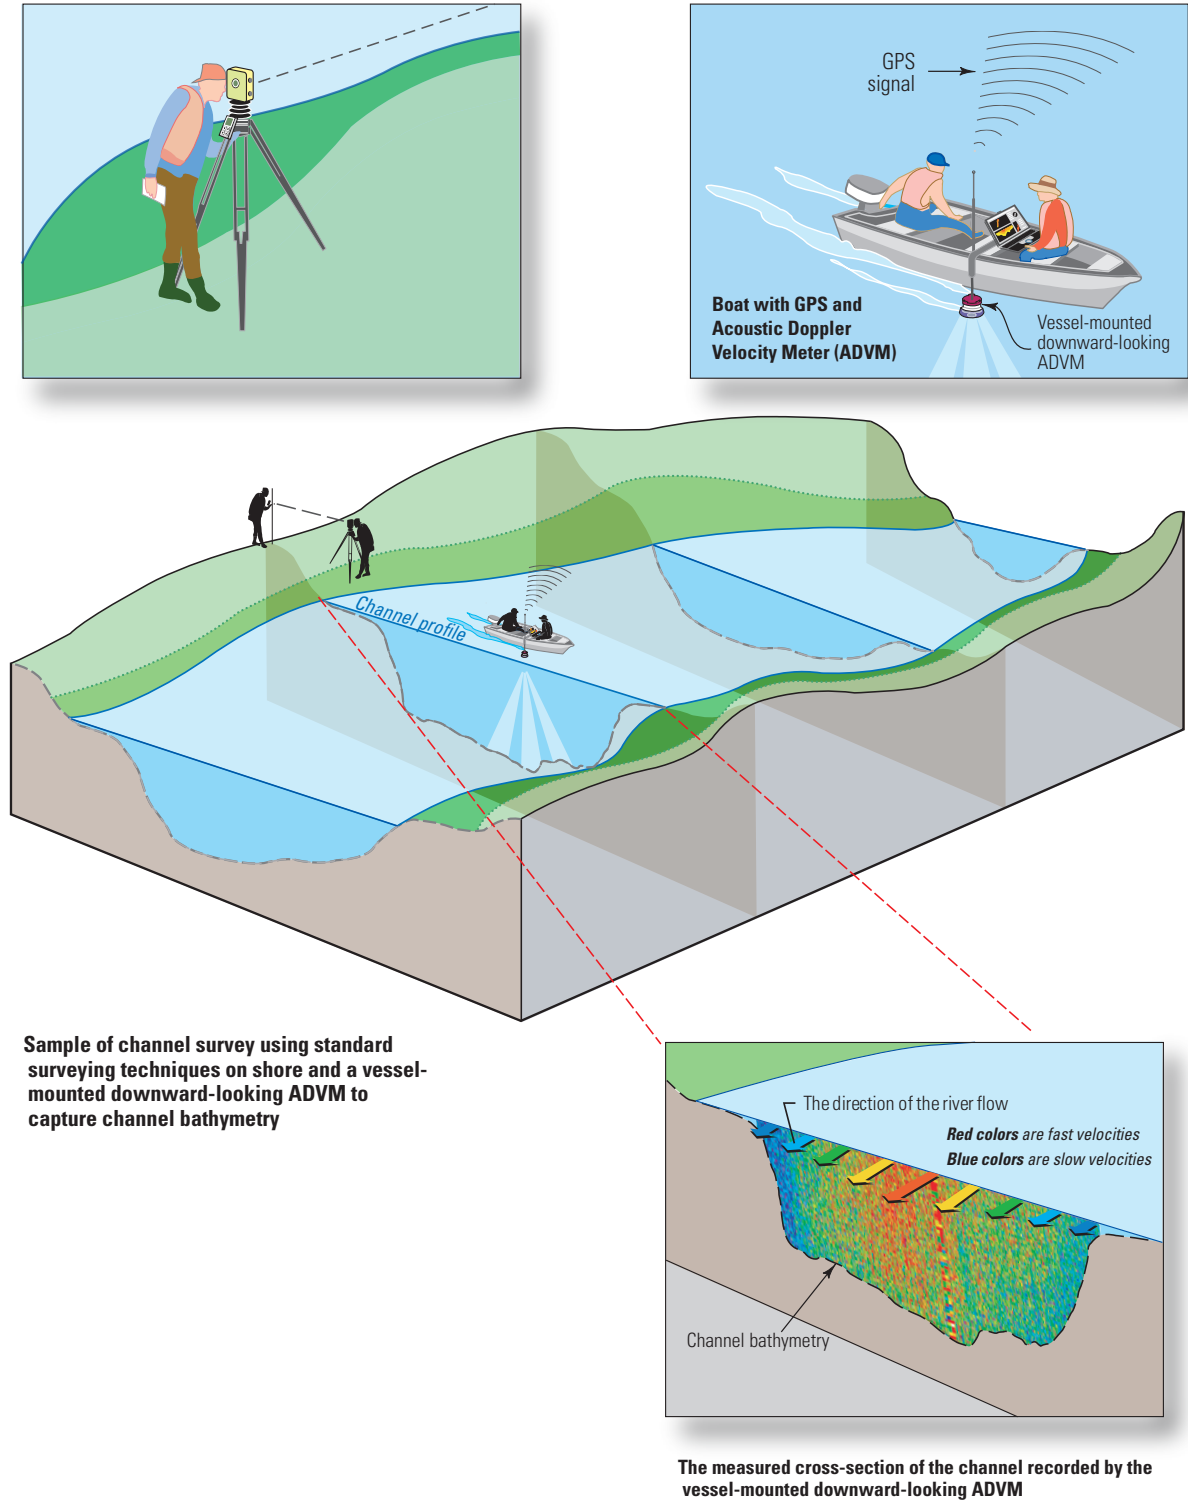 GPS
signal
Boat with GPS and
Acoustic Doppler
Velocity Meter (ADVM)
Vessel-mounted
downward-looking
ADVM
Channel profile
Sample of channel survey using standard
surveying techniques on shore and a vessel-
mounted downward-looking ADVM to
capture channel bathymetry
The direction of the river flow
Red colors are fast velocities
Blue colors are slow velocities
Channel bathymetry
The measured cross-section of the channel recorded by the
vessel-mounted downward-looking ADVM